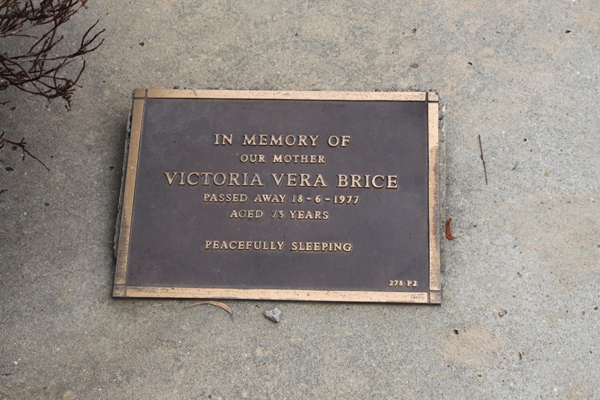 IN MEMORY OF
OUR MOTHER
VICTORIA VERA BRICE
PASSED AWAY 18-6-1977
AGED 73 YEARS
PEACEFULLY SLEEPING
278 P2